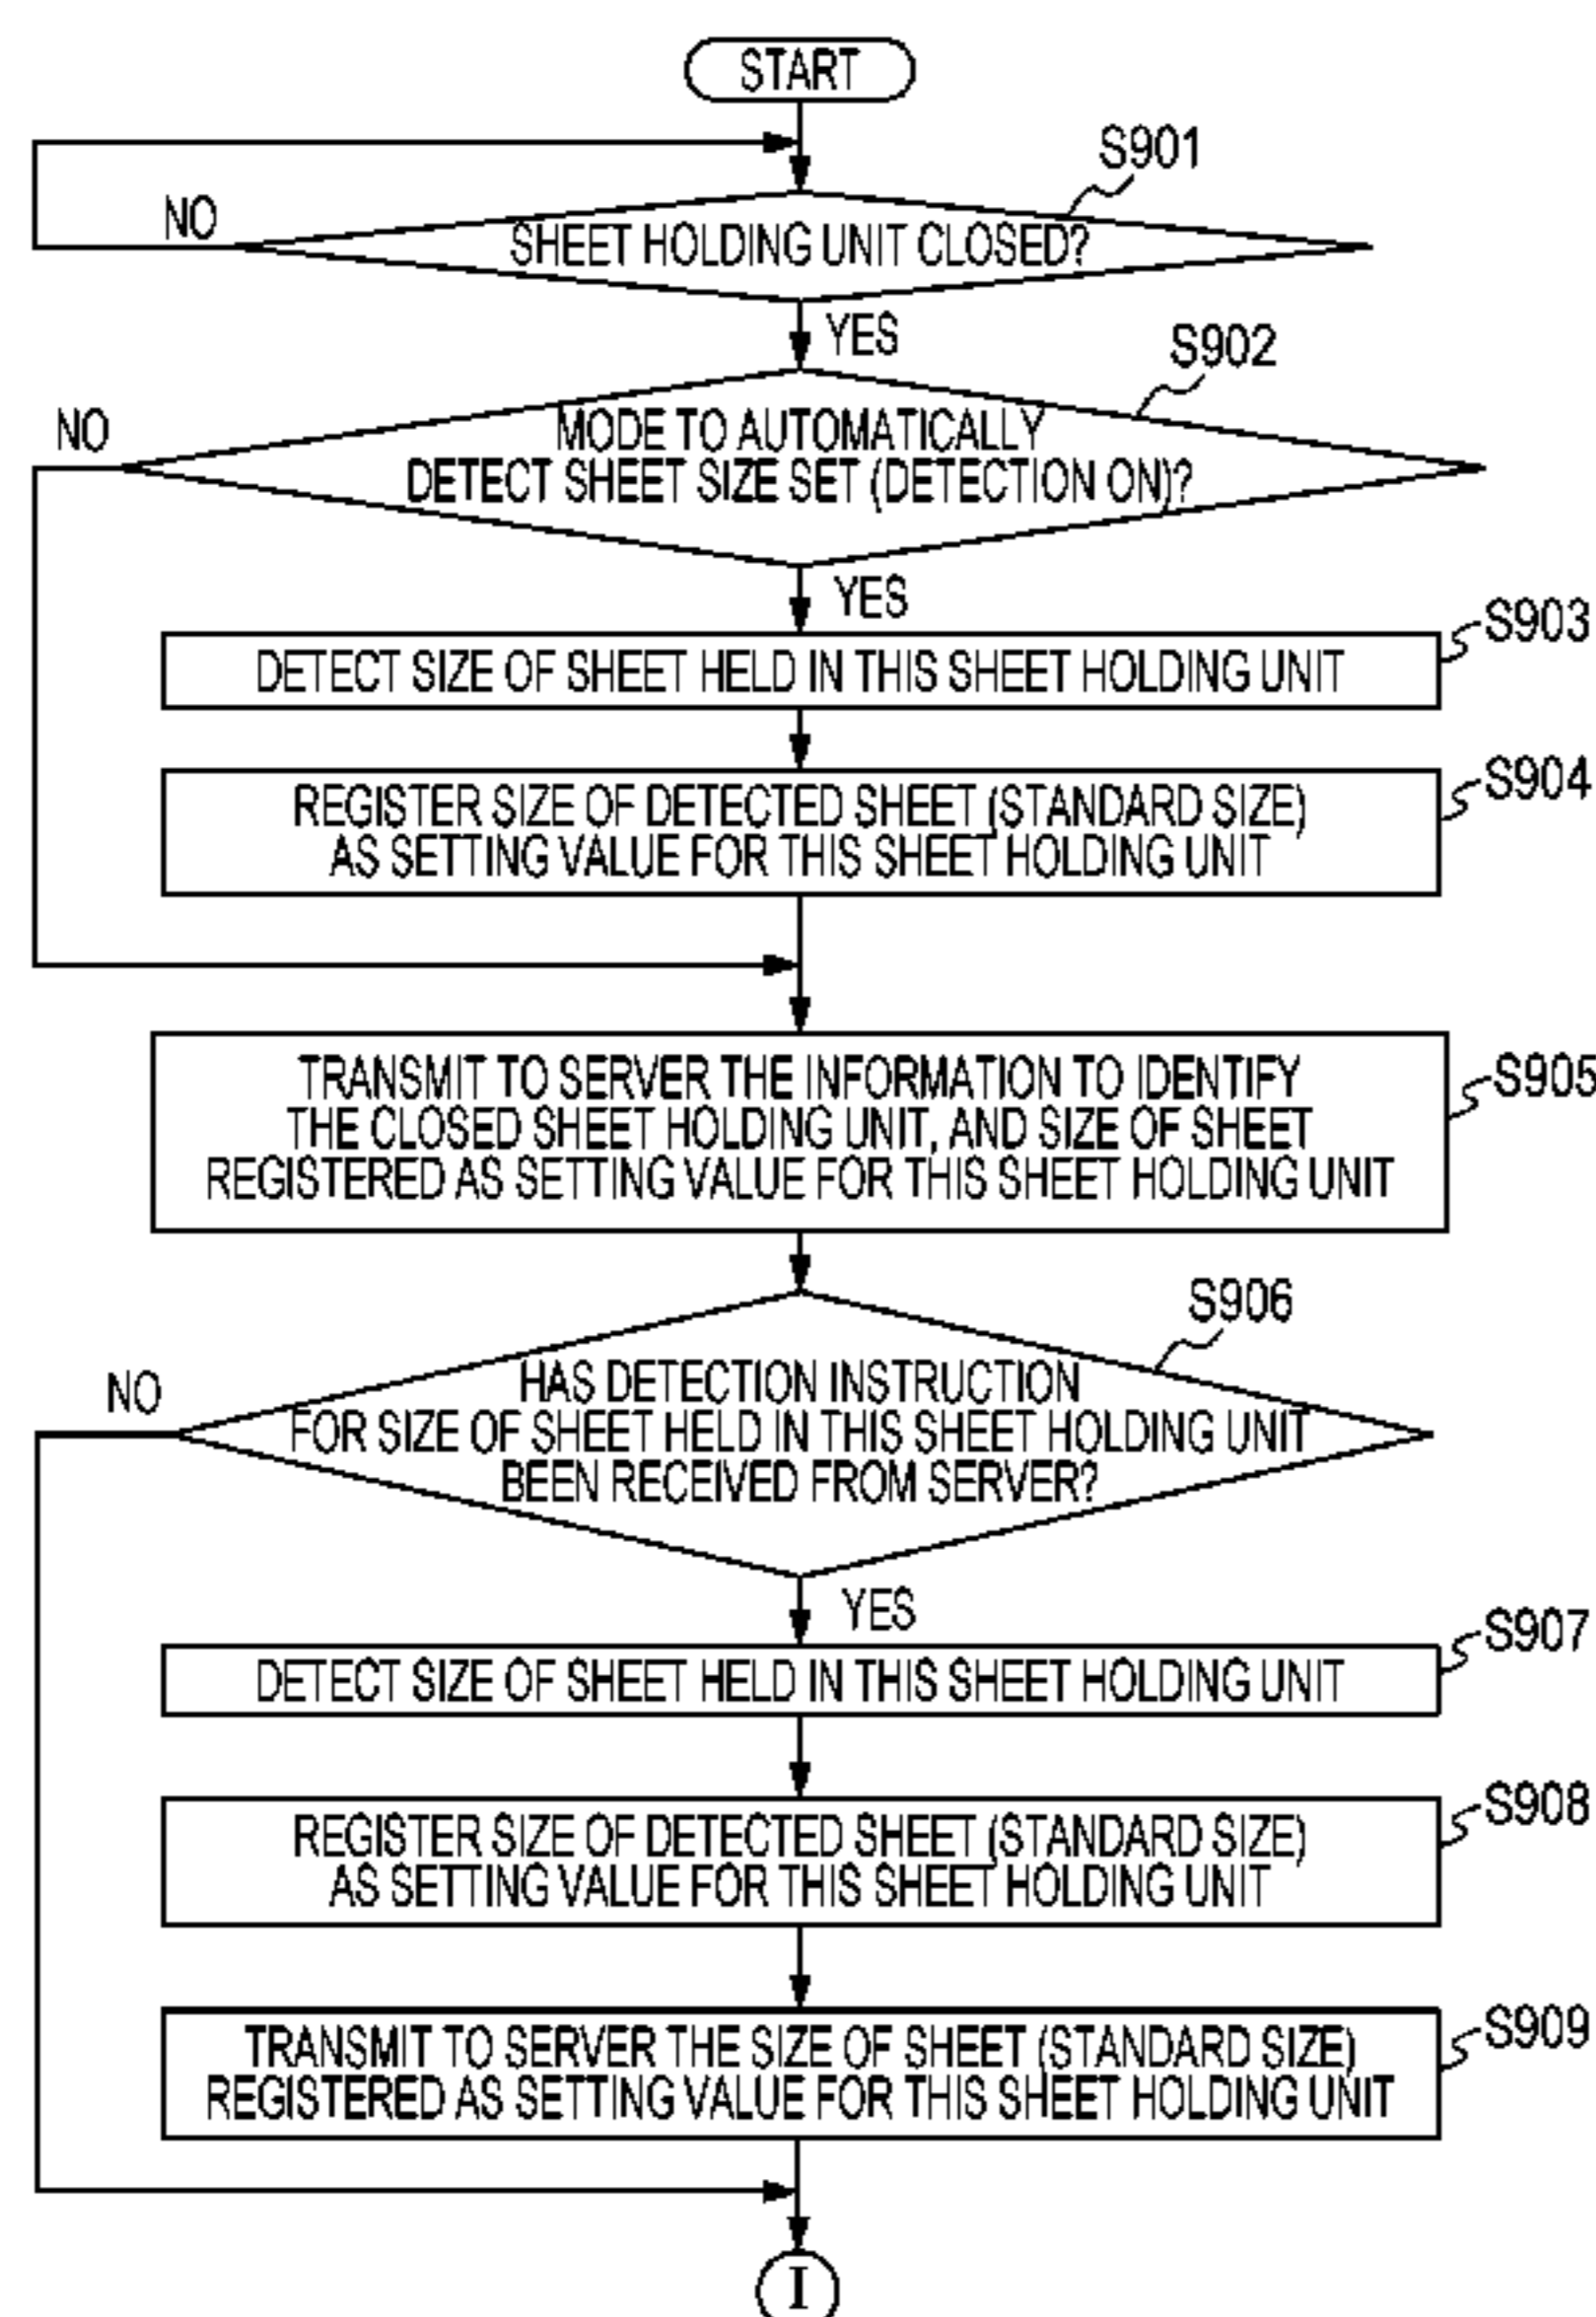 START
S901
NO
SHEET HOLDING UNIT CLOSED?
YES
S902
NO
MODE TO AUTOMATICALLY
DETECT SHEET SIZE SET (DETECTION ON)?
YES
S903
DETECT SIZE OF SHEET HELD IN THIS SHEET HOLDING UNIT
S904
REGISTER SIZE OF DETECTED SHEET (STANDARD SIZE)
AS SETTING VALUE FOR THIS SHEET HOLDING UNIT
S905
TRANSMIT TO SERVER THE INFORMATION TO IDENTIFY
THE CLOSED SHEET HOLDING UNIT, AND SIZE OF SHEET
REGISTERED AS SETTING VALUE FOR THIS SHEET HOLDING UNIT
S906
NO
HAS DETECTION INSTRUCTION
FOR SIZE OF SHEET HELD IN THIS SHEET HOLDING UNIT
BEEN RECEIVED FROM SERVER?
YES
S907
DETECT SIZE OF SHEET HELD IN THIS SHEET HOLDING UNIT
S908
REGISTER SIZE OF DETECTED SHEET (STANDARD SIZE)
AS SETTING VALUE FOR THIS SHEET HOLDING UNIT
S909
TRANSMIT TO SERVER THE SIZE OF SHEET (STANDARD SIZE)
REGISTERED AS SETTING VALUE FOR THIS SHEET HOLDING UNIT
I